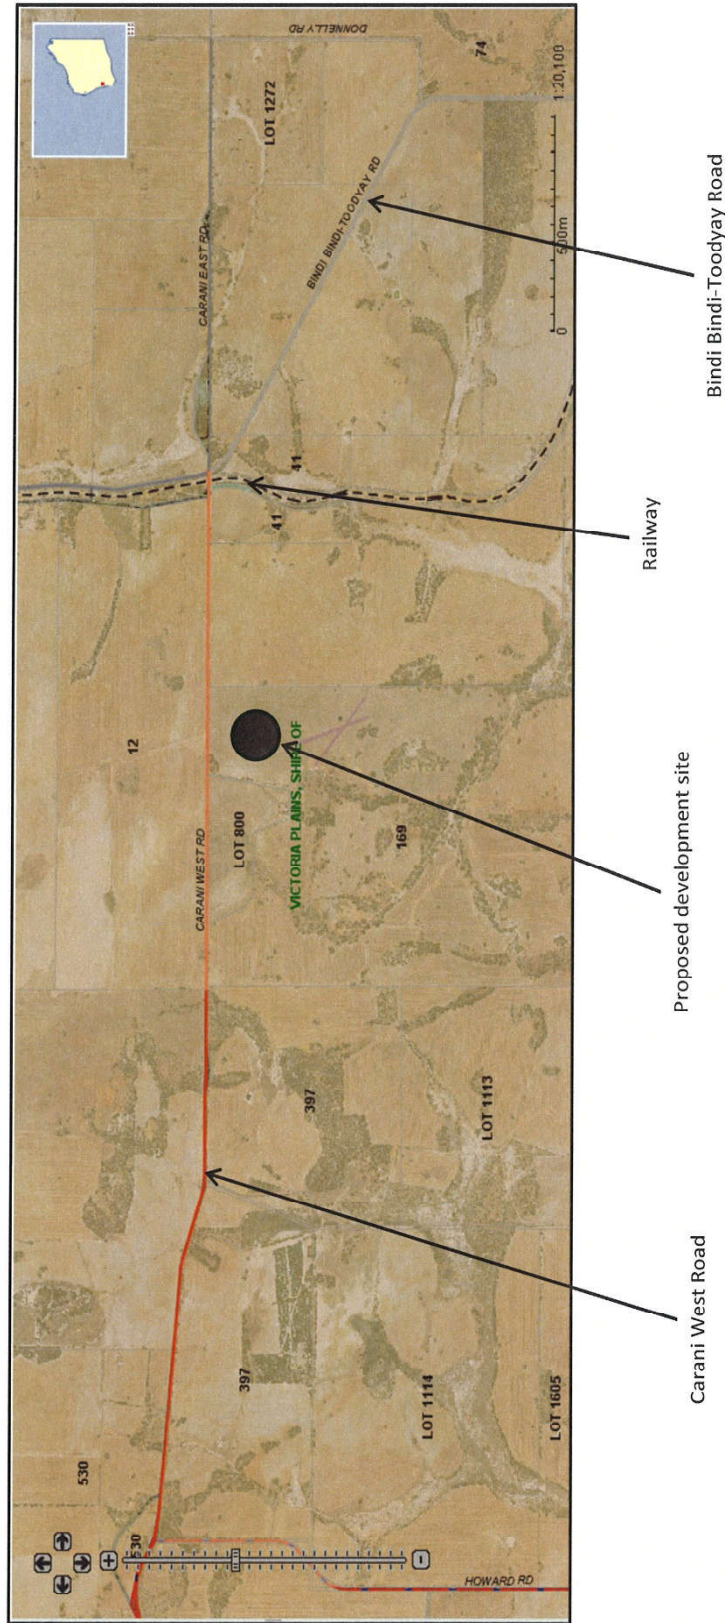 530
530
CARANI WEST RD
12
CARANI EAST RD
DONNELLY RD
LOT 1272
74
BINDI BINDI-TOODYAY RD
LOT 800
VICTORIA PLAINS, SHIRE OF
41
41
397
397
169
LOT 1114
LOT 1113
LOT 1605
HOWARD RD
0
500m
1:20,100
Carani West Road
Proposed development site
Railway
Bindi Bindi-Toodyay Road